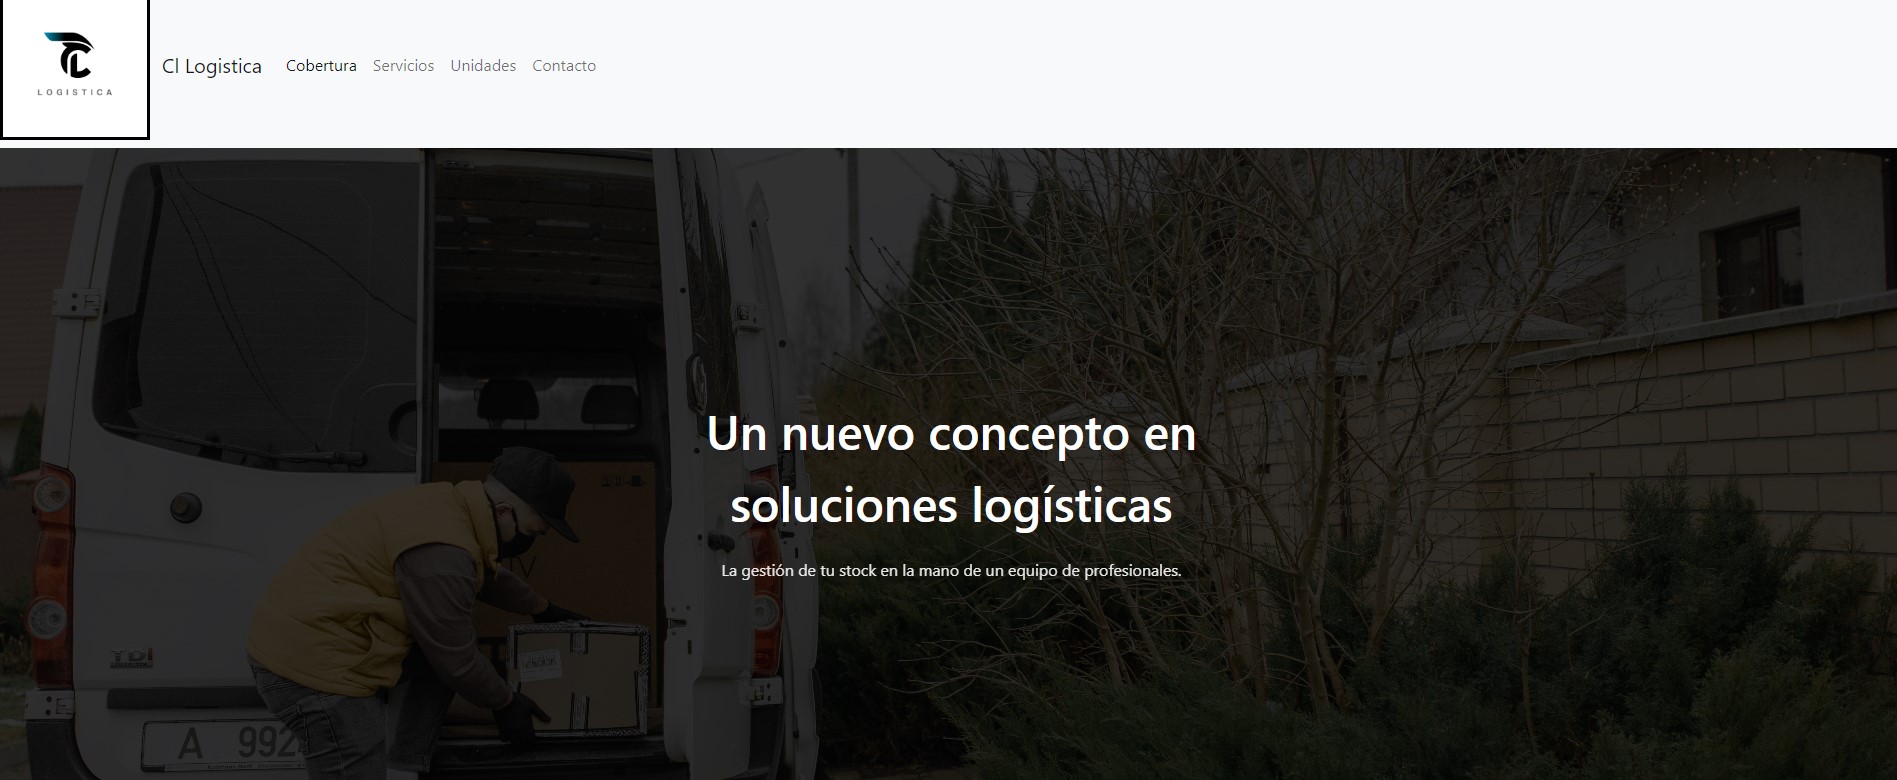 LOGISTICA
Cl Logistica Cobertura Servicios Unidades Contacto
Un nuevo concepto en
soluciones logísticas
La gestión de tu stock en la mano de un equipo de profesionales.
TDI
A 992